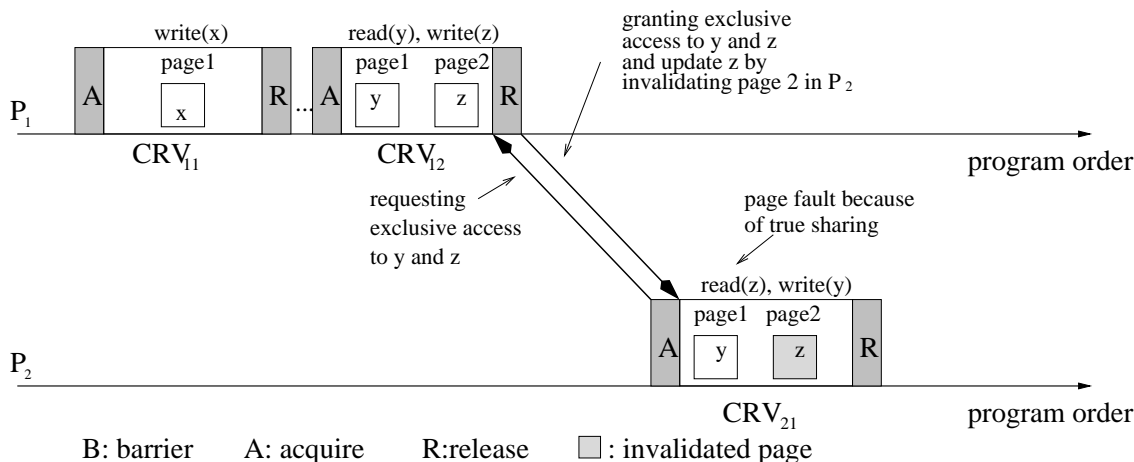 write(x)
read(y), write(z)
granting exclusive
access to y and z
and update z by
invalidating page 2 in P2
page1
page1 page2
A x R ... A y z R
P1
CRV11
CRV12
program order
requesting
exclusive access
to y and z
page fault because
of true sharing
read(z), write(y)
page1 page2
A y z R
P2
CRV21
program order
B: barrier A: acquire R:release : invalidated page